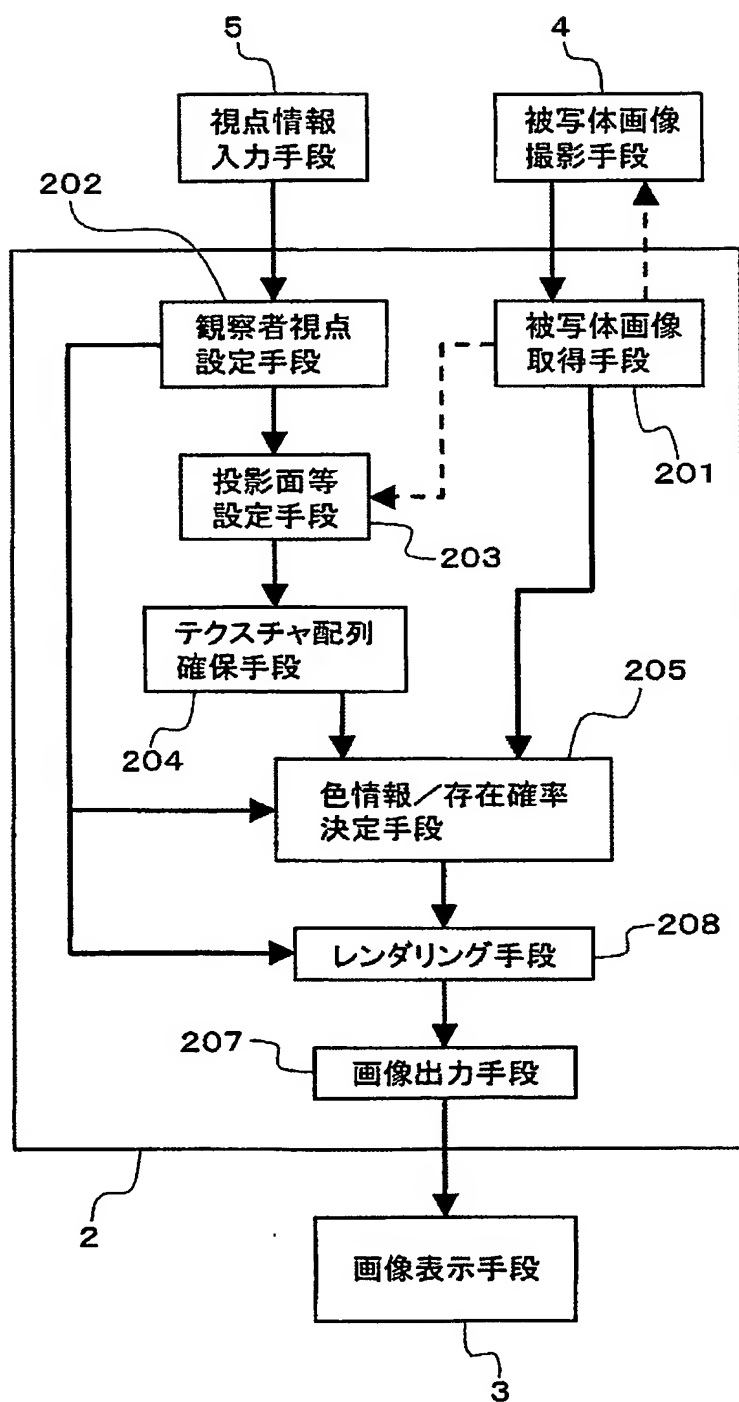 5
4
視点情報
入力手段
被写体画像
撮影手段
202
観察者視点
設定手段
被写体画像
取得手段
201
投影面等
設定手段
203
テクスチャ配列
確保手段
204
205
色情報／存在確率
決定手段
レンダリング手段
208
207
画像出力手段
2
画像表示手段
3